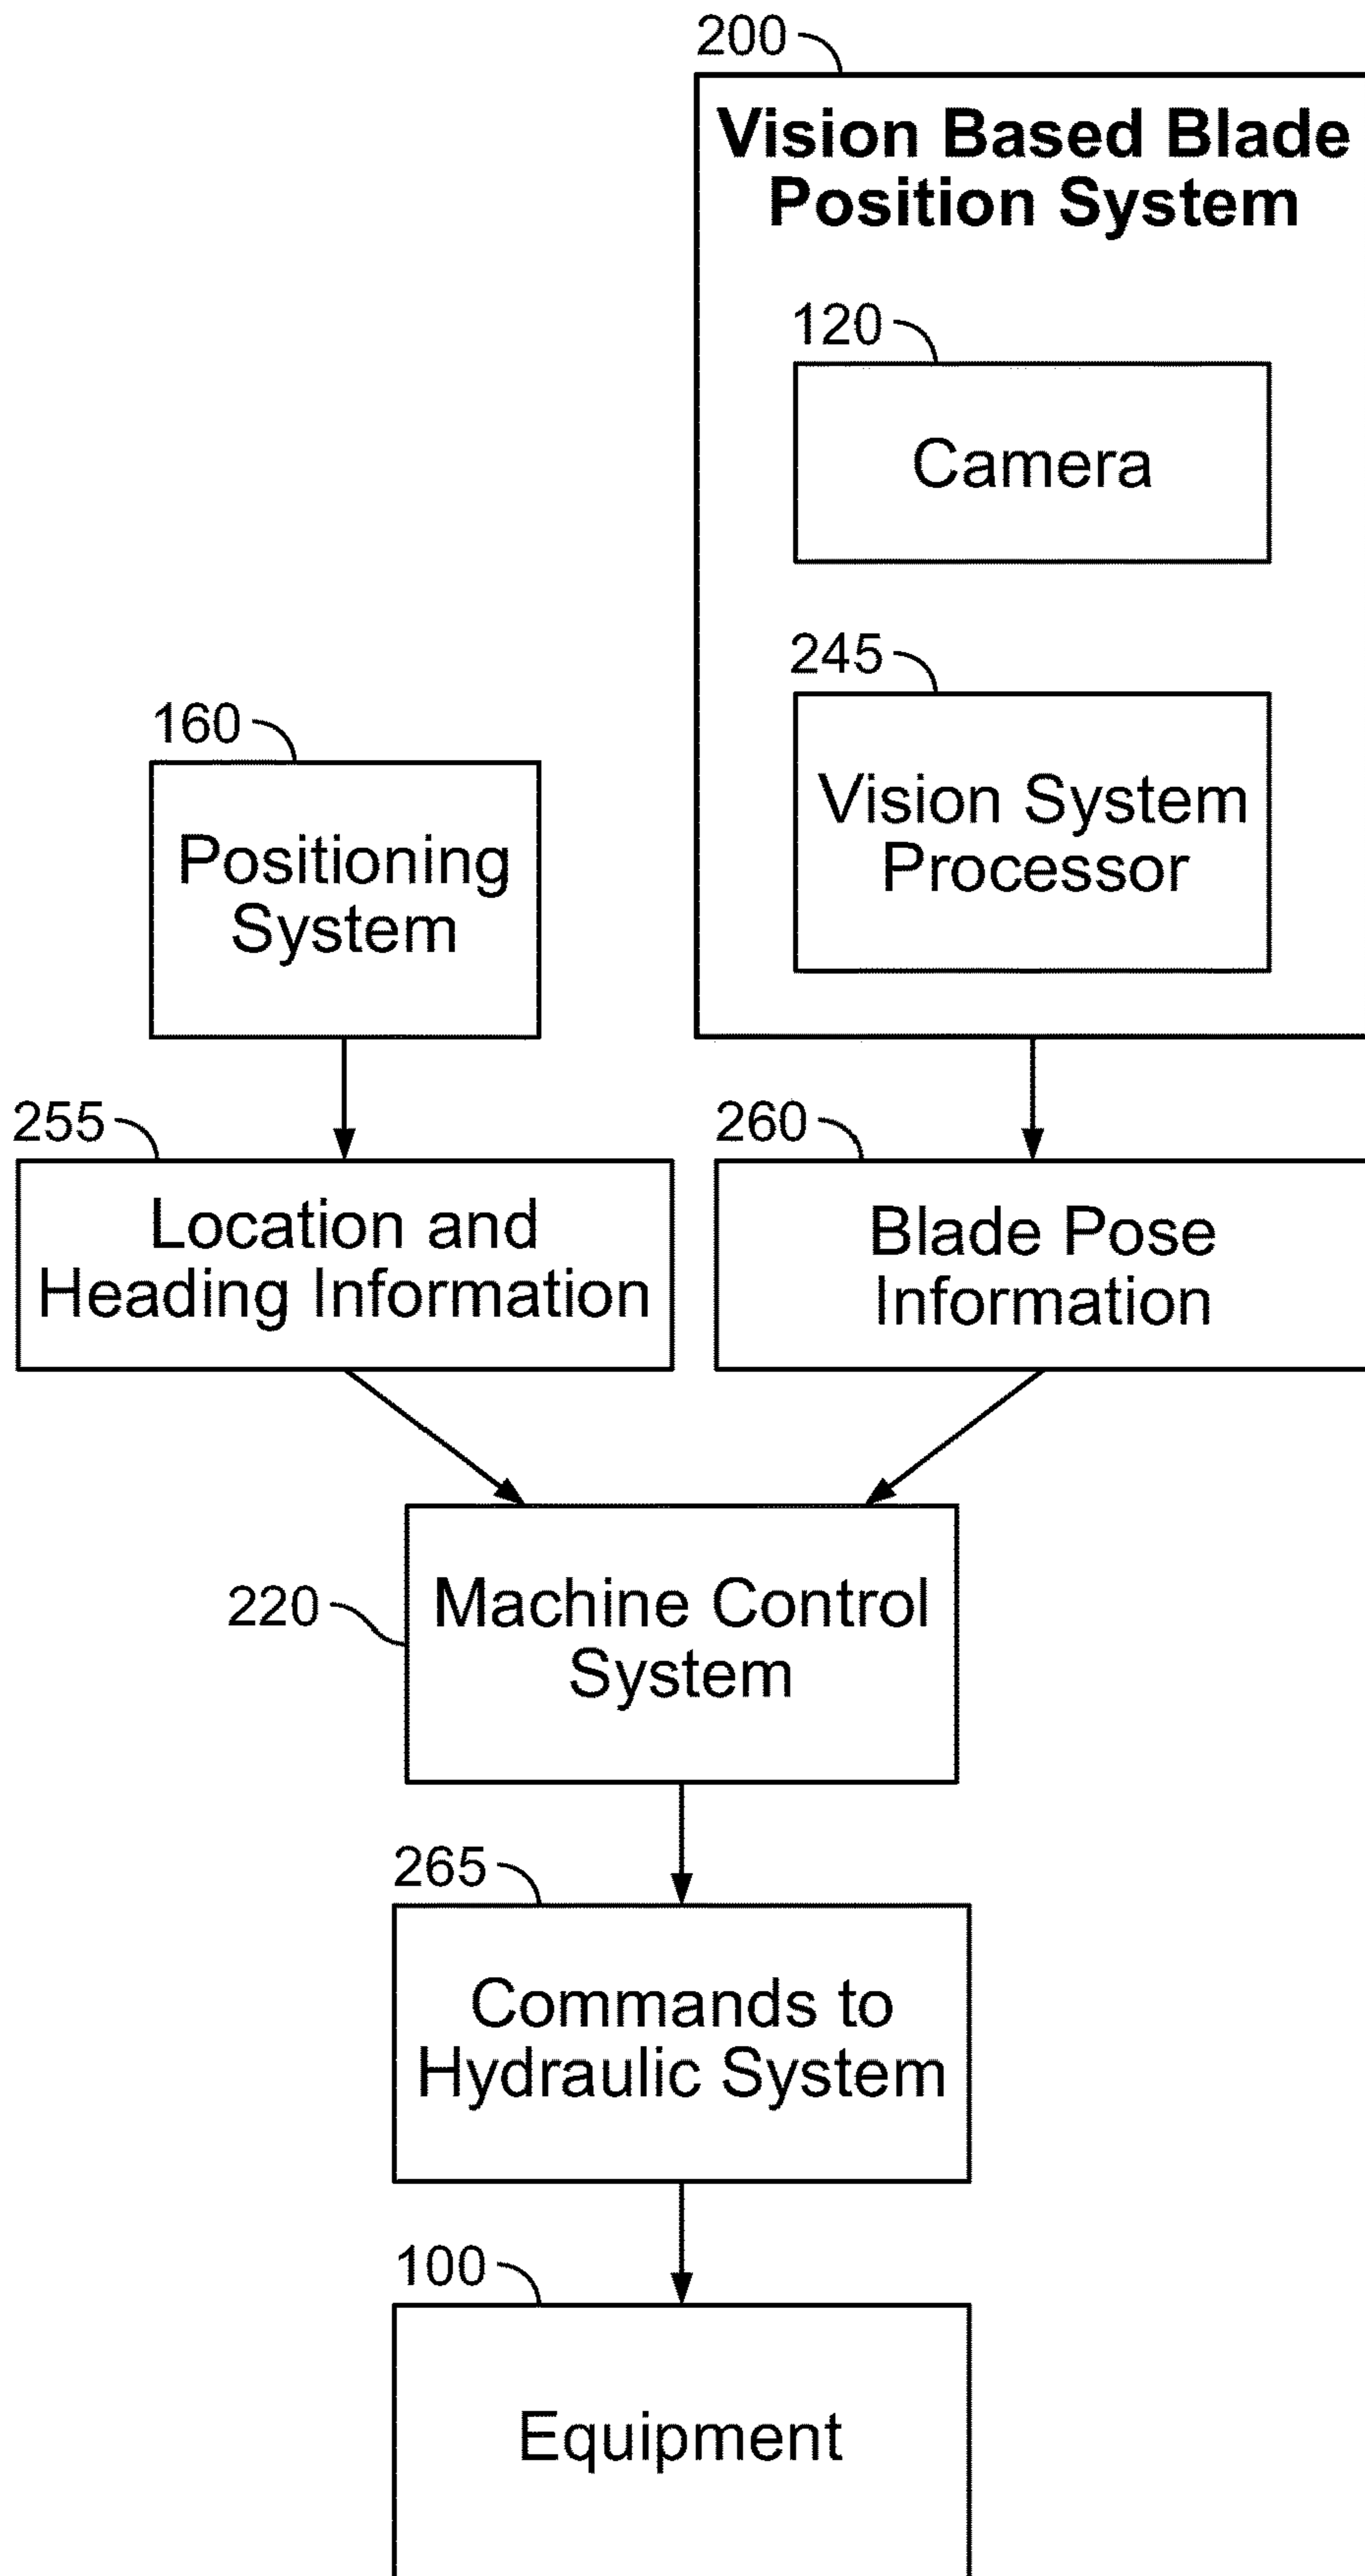 200
Vision Based Blade
Position System
120
Camera
245
Vision System
Processor
160
Positioning
System
255
Location and
Heading Information
260
Blade Pose
Information
220
Machine Control
System
265
Commands to
Hydraulic System
100
Equipment